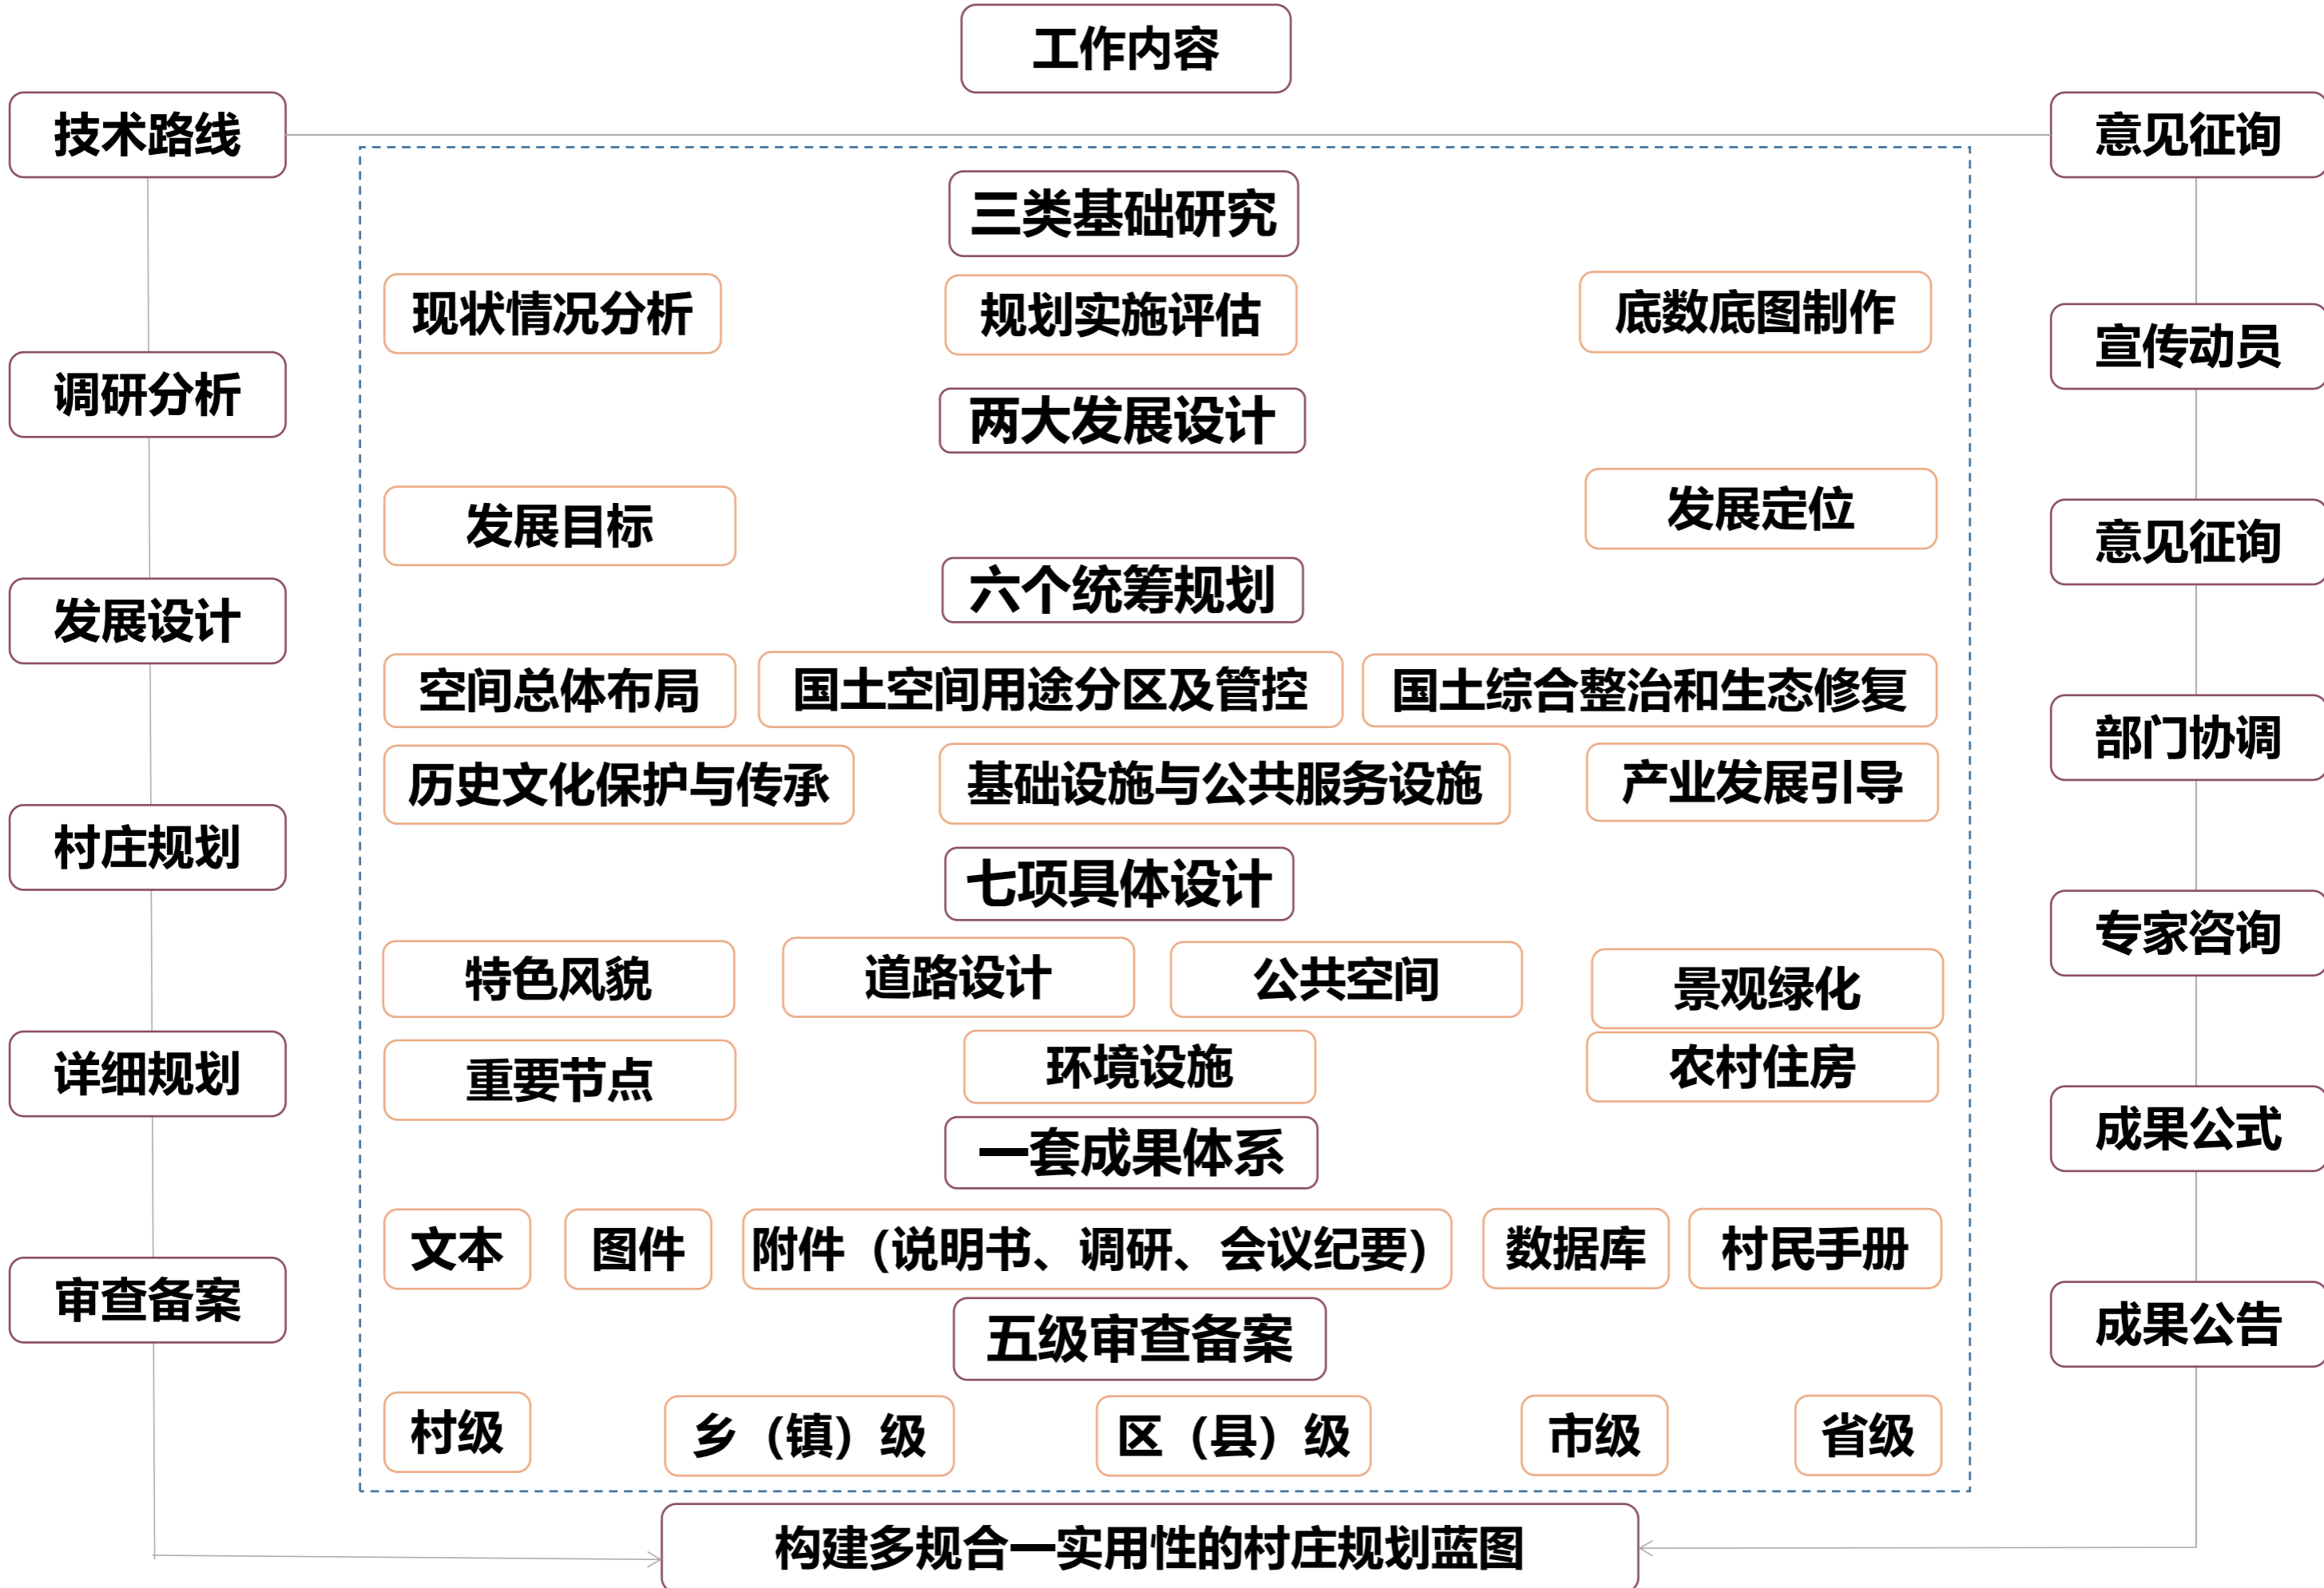 工作内容
技术路线
意见征询
三类基础研究
现状情况分析
规划实施评估
底数底图制作
宣传动员
调研分析
两大发展设计
发展目标
发展定位
意见征询
六个统筹规划
发展设计
空间总体布局
国土空间用途分区及管控
国土综合整治和生态修复
部门协调
历史文化保护与传承
基础设施与公共服务设施
产业发展引导
村庄规划
七项具体设计
专家咨询
特色风貌
道路设计
公共空间
景观绿化
详细规划
重要节点
环境设施
农村住房
一套成果体系
成果公式
文本
图件
附件（说明书、调研、会议纪要）
数据库
村民手册
审查备案
五级审查备案
成果公告
村级
乡（镇）级
区（县）级
市级
省级
构建多规合一实用性的村庄规划蓝图